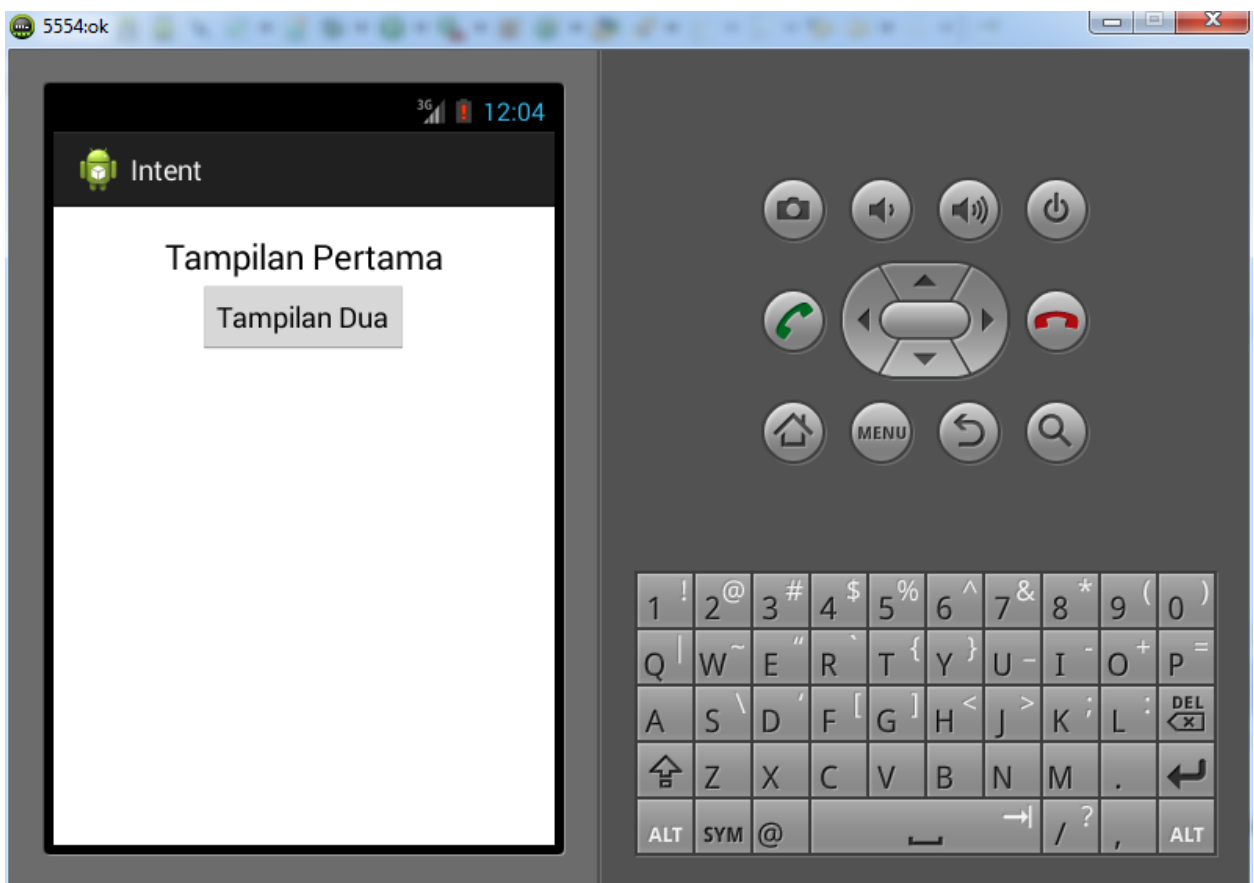 5554:ok
3G 12:04
Intent
Tampilan Pertama
Tampilan Dua
MENU
1 ! 2 @ 3 # 4 $ 5 % 6 ^ 7 & 8 * 9 ( 0 )
Q | W ~ E " R ` T { Y } U _ I - O + P =
A S \ D ' F [ G ] H < J > K ; L : DEL
Z X C V B N M .
ALT SYM @ / ? , ALT